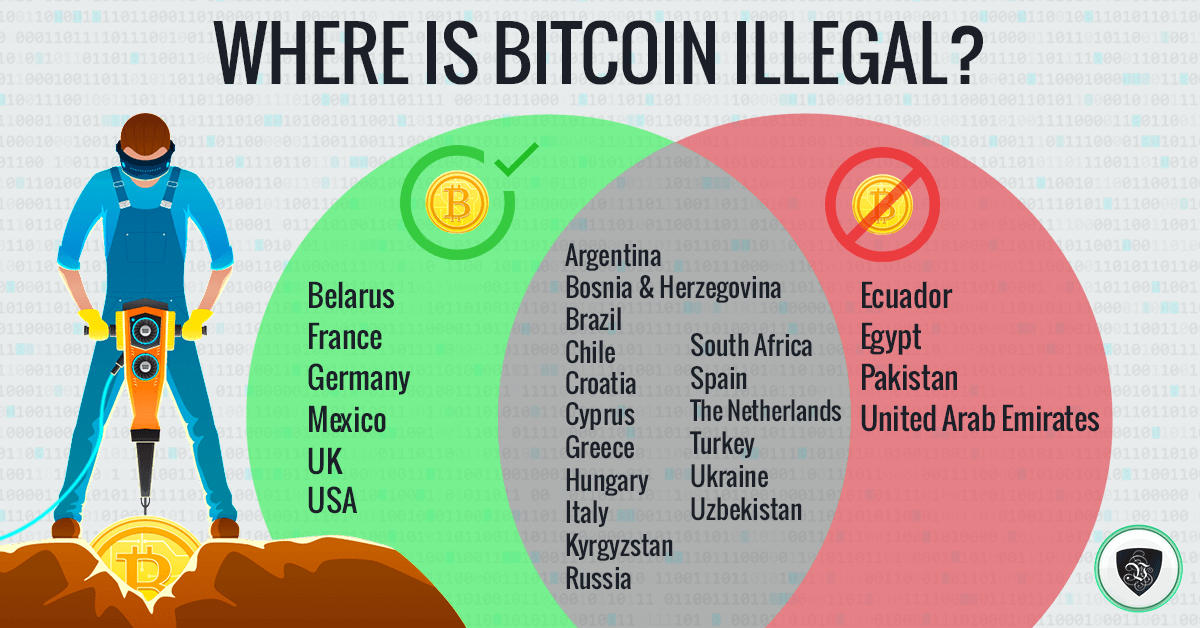 WHERE IS BITCOIN ILLEGAL?
Belarus
France
Germany
Mexico
UK
USA
Argentina
Bosnia & Herzegovina
Brazil
Chile
Croatia
Cyprus
Greece
Hungary
Italy
Kyrgyzstan
Russia
South Africa
Spain
The Netherlands
Turkey
Ukraine
Uzbekistan
Ecuador
Egypt
Pakistan
United Arab Emirates